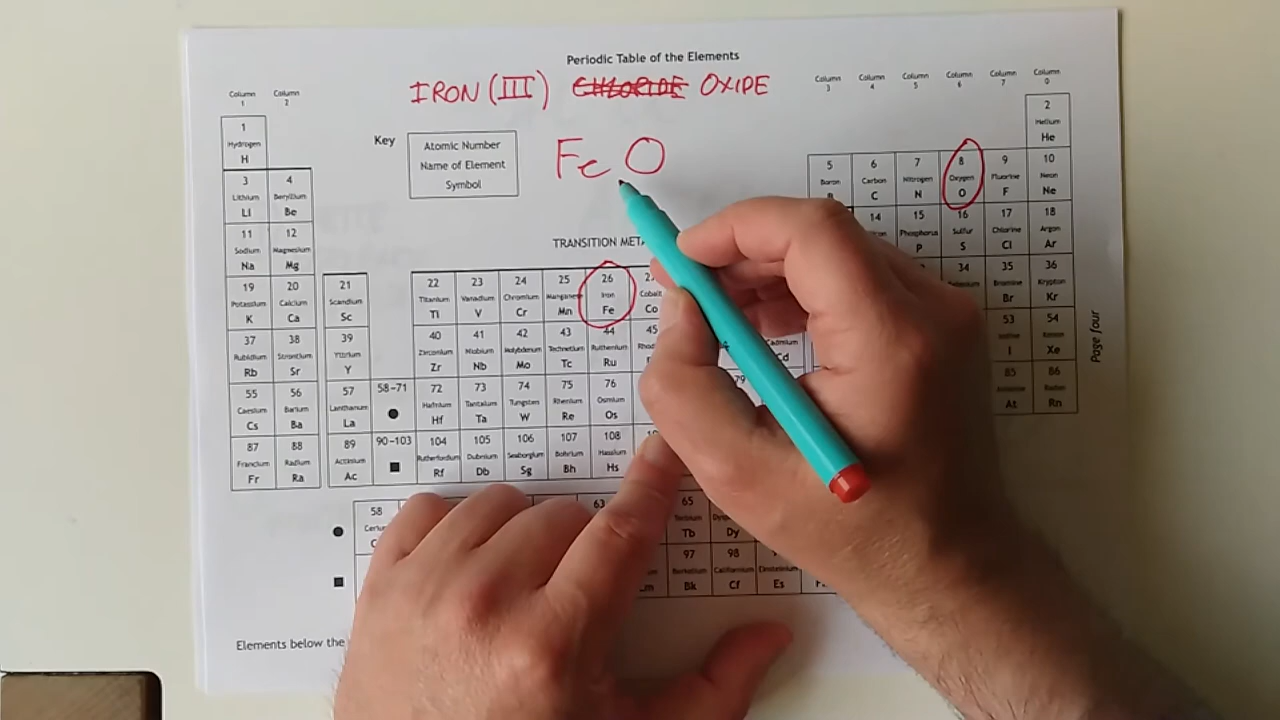 Periodic Table of the Elements
IRON (III) CHLORIDE OXIDE
Column 1
Column 2
Column 3
Column 4
Column 5
Column 6
Column 7
Column 0
1
Hydrogen
H
Key
Atomic Number
Name of Element
Symbol
Fe O
2
Helium
He
3 4
Lithium Beryllium
Li Be
5 6 7 8 9 10
Boron Carbon Nitrogen Oxygen Fluorine Neon
C N O F Ne
11 12
Sodium Magnesium
Na Mg
TRANSITION
14 15 16 17 18
Phosphorus Sulfur Chlorine Argon
P S Cl Ar
19 20 21 22 23 24 25 26
Potassium Calcium Scandium Titanium Vanadium Chromium Manganese Iron Cobalt
K Ca Sc Ti V Cr Mn Fe Co
34 35 36
Bromine Krypton
Br Kr
37 38 39 40 41 42 43 44 45
Rubidium Strontium Yttrium Zirconium Niobium Molybdenum Technetium Ruthenium
Rb Sr Y Zr Nb Mo Tc Ru
Cadmium
Cd
53 54
I Xe
55 56 57 58-71 72 73 74 75 76
Caesium Barium Lanthanum Hafnium Tantalum Tungsten Rhenium Osmium
Cs Ba La Hf Ta W Re Os
79
85 86
At Rn
87 88 89 90-103 104 105 106 107 108
Francium Radium Actinium Rutherfordium Dubnium Seaborgium Bohrium Hassium
Fr Ra Ac Rf Db Sg Bh Hs
58 63 65
Terbium
Tb Dy
97 98
Berkelium Californium Einsteinium
Bk Cf Es
Elements below the
Page four